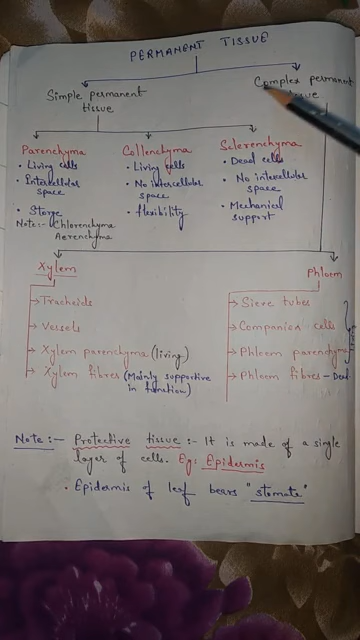 PERMANENT TISSUE
Simple permanent
tissue
Complex permanent
Parenchyma
• Living cells
• Intercellular
space
• Storge
Note:- Chlorenchyma
Aerenchyma
Collenchyma
• Living cells
• No intercellular
space
• flexibility
Sclerenchyma
• Dead cells
No intercellular
space
• Mechanical
support
Xylem
Tracheids
Vessels
Xylem parenchyma (living)
Xylem fibres (Mainly supportive
in function)
Phloem
Sieve tubes
Companion cells
Phloem parenchyma
Phloem fibres - Dead
Note :- Protective tissue :- It is made of a single
layer of cells. Eg: Epidermis
• Epidermis of leaf bears "stomata"